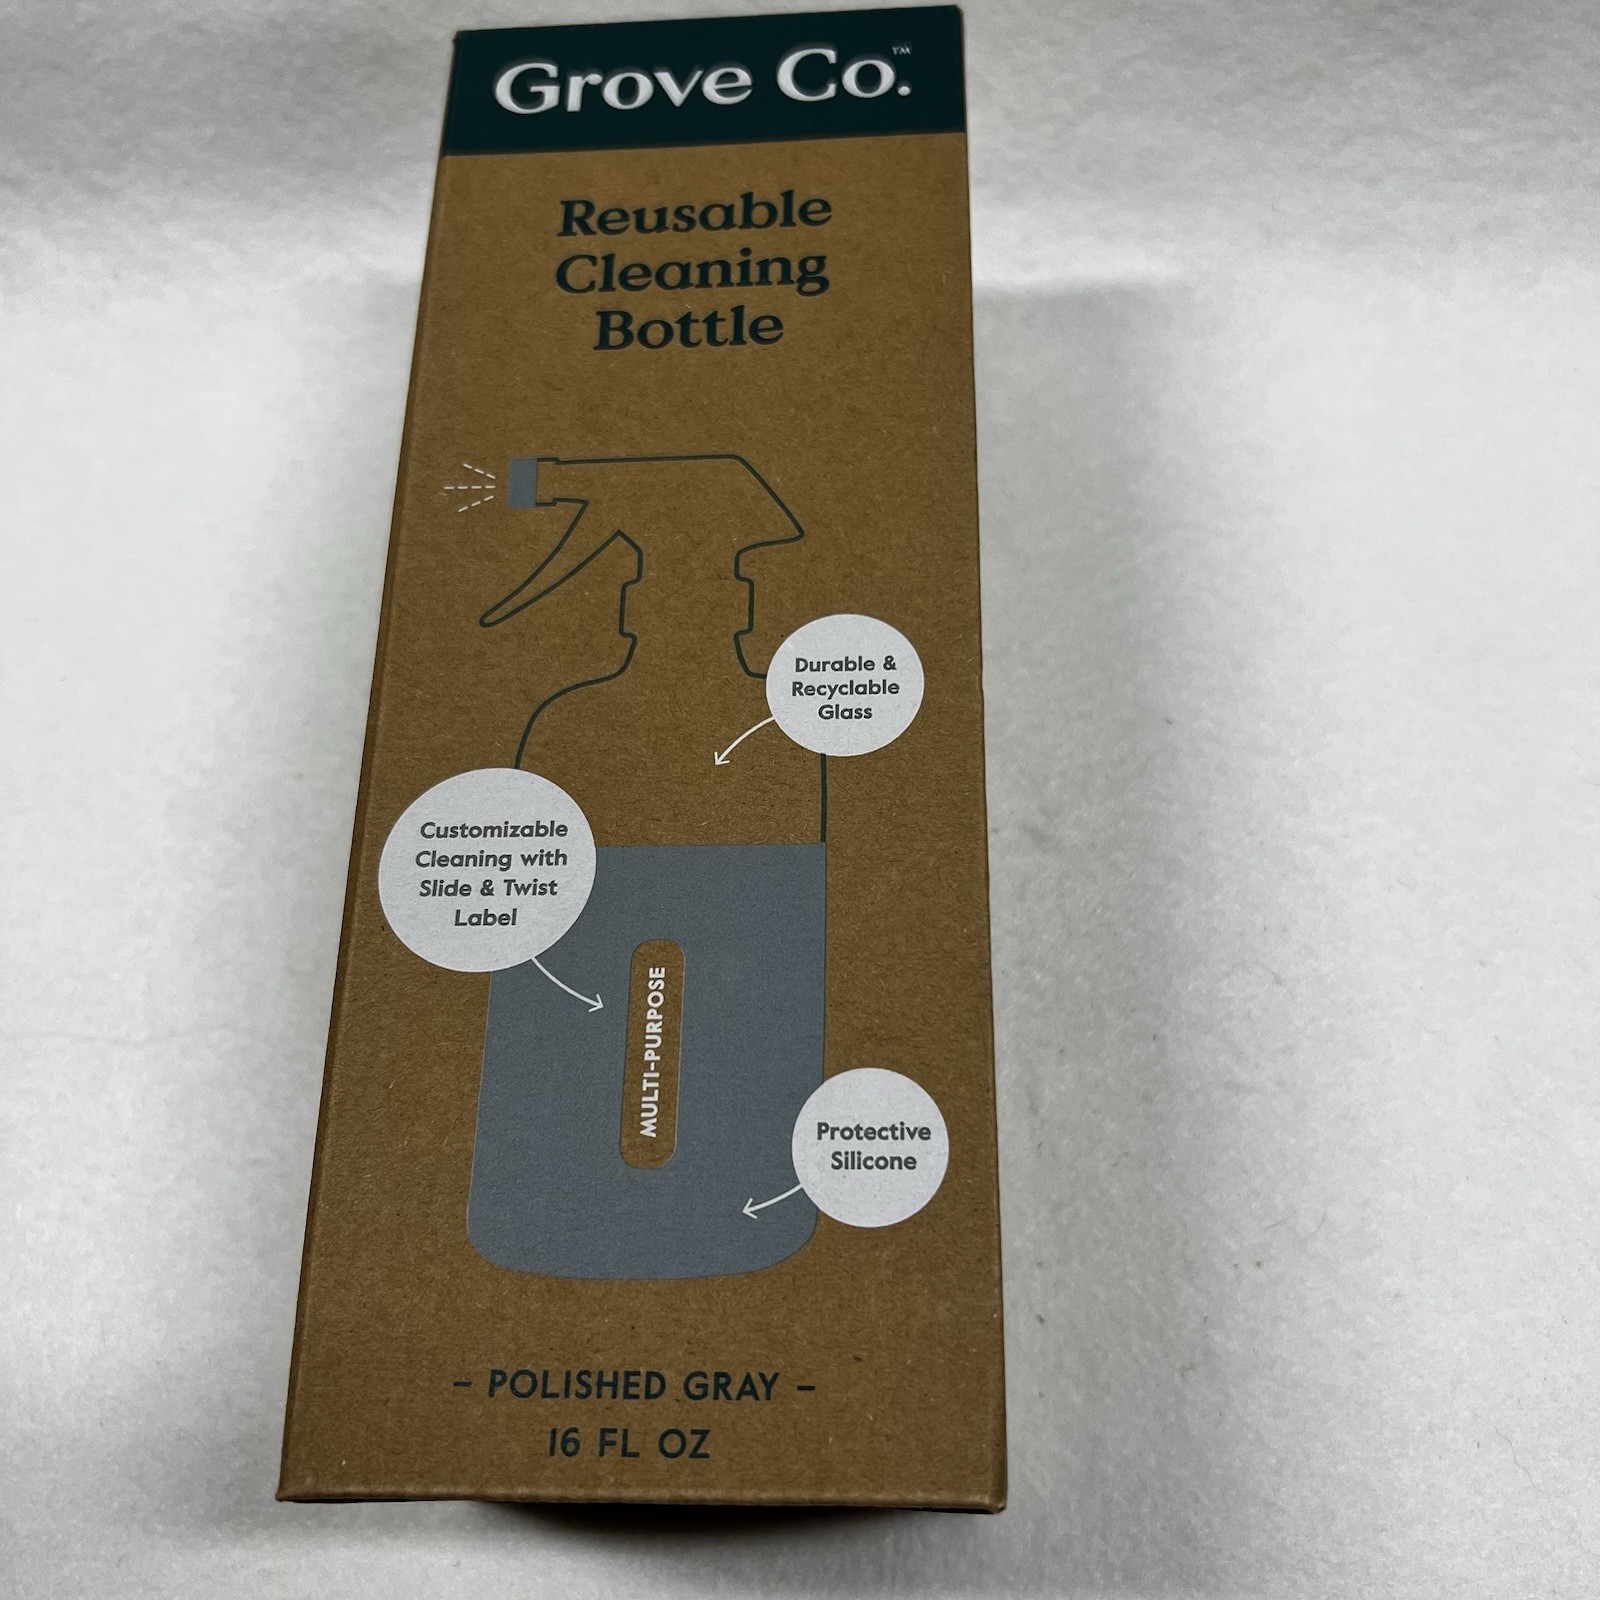 Grove Co.™
Reusable
Cleaning
Bottle
Durable &
Recyclable
Glass
Customizable
Cleaning with
Slide & Twist
Label
MULTI-PURPOSE
Protective
Silicone
– POLISHED GRAY –
16 FL OZ